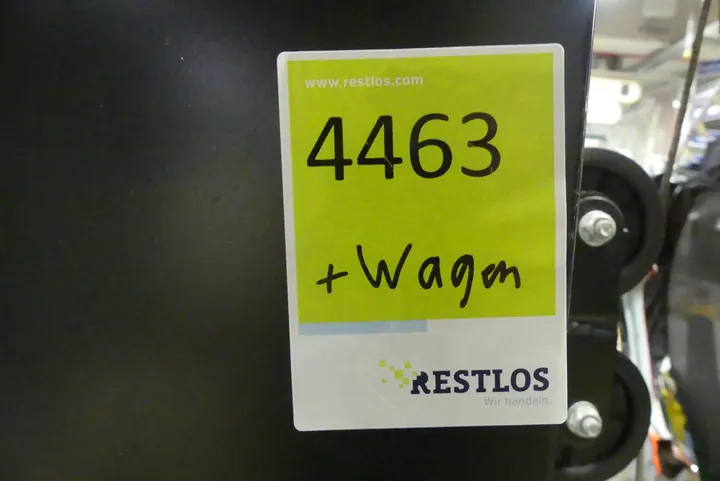 www.restlos.com
4463
+ Wagen
RESTLOS
Wir handeln.